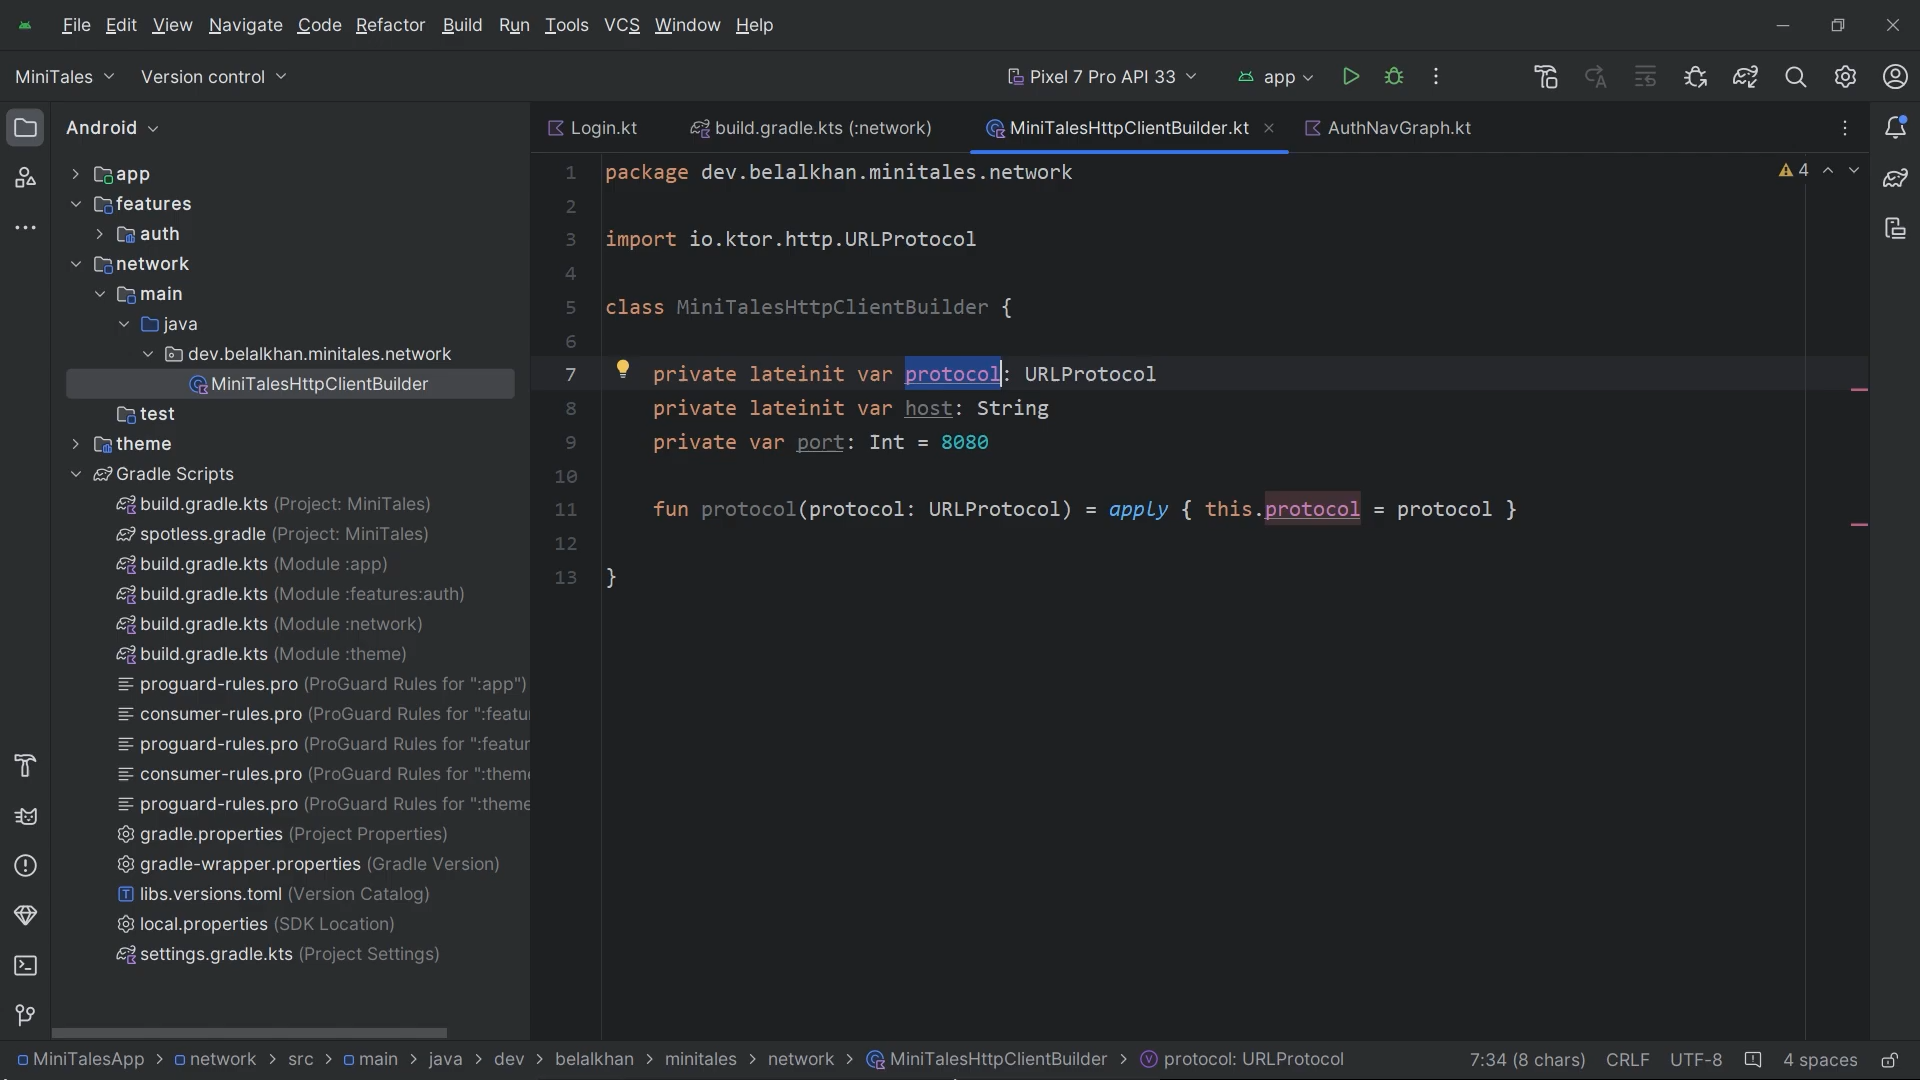 File Edit View Navigate Code Refactor Build Run Tools VCS Window Help
MiniTales Version control Pixel 7 Pro API 33 app
Android
app
features
auth
network
main
java
dev.belalkhan.minitales.network
MiniTalesHttpClientBuilder
test
theme
Gradle Scripts
build.gradle.kts (Project: MiniTales)
spotless.gradle (Project: MiniTales)
build.gradle.kts (Module :app)
build.gradle.kts (Module :features:auth)
build.gradle.kts (Module :network)
build.gradle.kts (Module :theme)
proguard-rules.pro (ProGuard Rules for ":app")
consumer-rules.pro (ProGuard Rules for ":featu
proguard-rules.pro (ProGuard Rules for ":featur
consumer-rules.pro (ProGuard Rules for ":theme
proguard-rules.pro (ProGuard Rules for ":theme
gradle.properties (Project Properties)
gradle-wrapper.properties (Gradle Version)
libs.versions.toml (Version Catalog)
local.properties (SDK Location)
settings.gradle.kts (Project Settings)
Login.kt build.gradle.kts (:network) MiniTalesHttpClientBuilder.kt AuthNavGraph.kt
4
1 package dev.belalkhan.minitales.network
2
3 import io.ktor.http.URLProtocol
4
5 class MiniTalesHttpClientBuilder {
6
7 private lateinit var protocol: URLProtocol
8 private lateinit var host: String
9 private var port: Int = 8080
10
11 fun protocol(protocol: URLProtocol) = apply { this.protocol = protocol }
12
13 }
MiniTalesApp > network > src > main > java > dev > belalkhan > minitales > network > MiniTalesHttpClientBuilder > protocol: URLProtocol 7:34 (8 chars) CRLF UTF-8 4 spaces